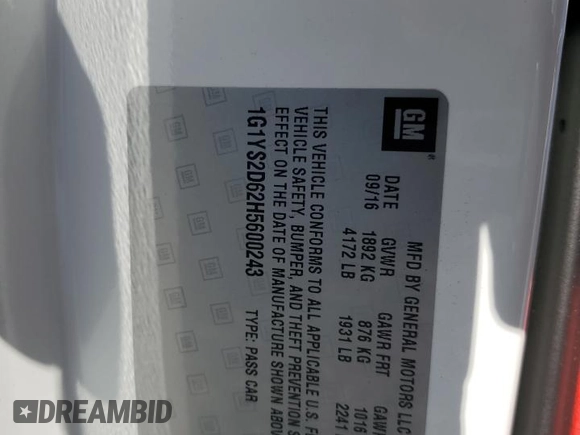 GM
MFD BY GENERAL MOTORS LLC
DATE GVWR GAWR FRT
09/16 1892 KG 876 KG 1016
4172 LB 1931 LB 2241
THIS VEHICLE CONFORMS TO ALL APPLICABLE U.S.
VEHICLE SAFETY, BUMPER, AND THEFT PREVENTION
EFFECT ON THE DATE OF MANUFACTURE SHOWN
1G1YS2D62H5600243 TYPE: PASS CAR
DREAMBID